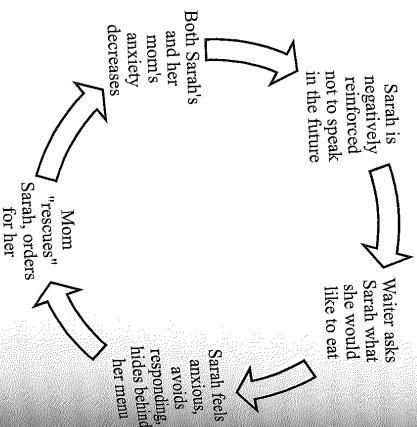 Waiter asks
Sarah what
she would
like to eat
Sarah feels
anxious,
avoids
responding,
hides behind
her menu
Mom
"rescues"
Sarah, orders
for her
Both Sarah's
and her
mom's
anxiety
decreases
Sarah is
negatively
reinforced
not to speak
in the future